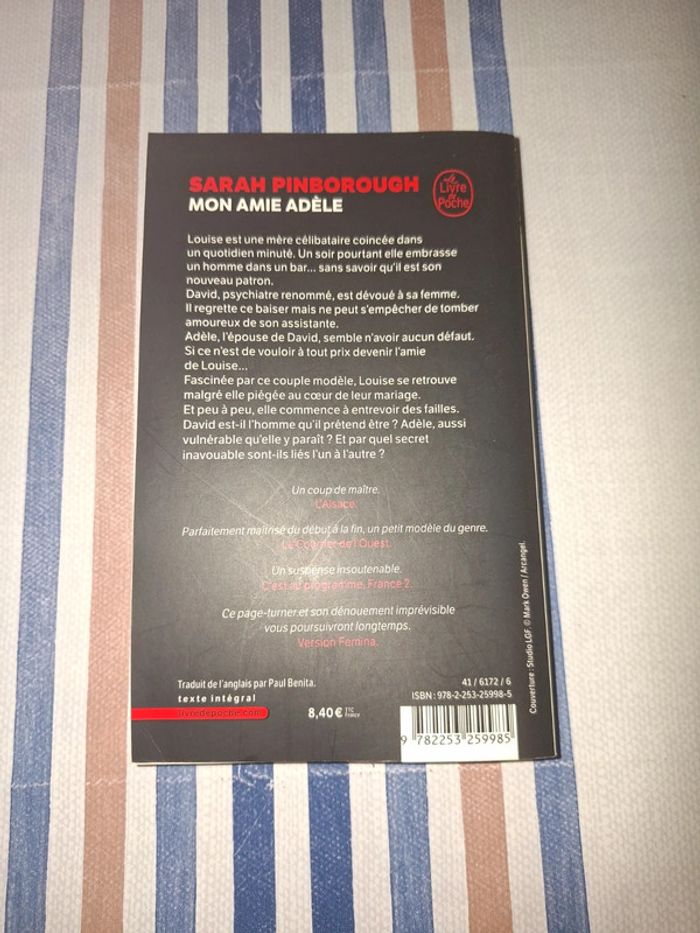 SARAH PINBOROUGH
MON AMIE ADÈLE
Le
Livre
de
Poche
Louise est une mère célibataire coincée dans
un quotidien minuté. Un soir pourtant elle embrasse
un homme dans un bar... sans savoir qu'il est son
nouveau patron.
David, psychiatre renommé, est dévoué à sa femme.
Il regrette ce baiser mais ne peut s'empêcher de tomber
amoureux de son assistante.
Adèle, l'épouse de David, semble n'avoir aucun défaut.
Si ce n'est de vouloir à tout prix devenir l'amie
de Louise...
Fascinée par ce couple modèle, Louise se retrouve
malgré elle piégée au cœur de leur mariage.
Et peu à peu, elle commence à entrevoir des failles.
David est-il l'homme qu'il prétend être ? Adèle, aussi
vulnérable qu'elle y paraît ? Et par quel secret
inavouable sont-ils liés l'un à l'autre ?
Un coup de maître.
L'Alsace.
Parfaitement maîtrisé du début à la fin, un petit modèle du genre.
Le Courrier de l'Ouest.
Un suspense insoutenable.
C'est au programme, France 2.
Ce page-turner et son dénouement imprévisible
vous poursuivront longtemps.
Version Femina.
Traduit de l'anglais par Paul Benita.
texte intégral
livredepoche.com
8,40 € TTC
France
41 / 6172 / 6
ISBN : 978-2-253-25998-5
9 782253 259985
Couverture : Studio LGF. © Mark Owen / Arcangel.